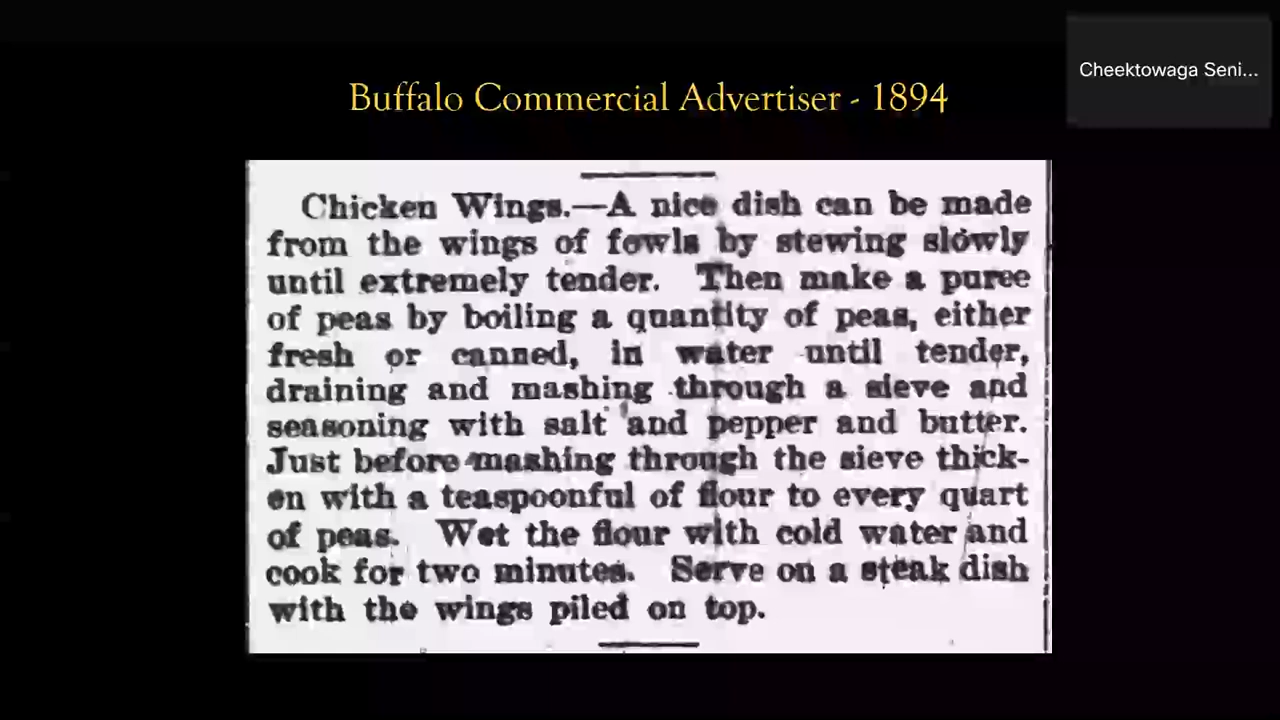 Cheektowaga Seni...
Buffalo Commercial Advertiser - 1894
Chicken Wings.—A nice dish can be made
from the wings of fowls by stewing slowly
until extremely tender. Then make a puree
of peas by boiling a quantity of peas, either
fresh or canned, in water until tender,
draining and mashing through a sieve and
seasoning with salt and pepper and butter.
Just before mashing through the sieve thick-
en with a teaspoonful of flour to every quart
of peas. Wet the flour with cold water and
cook for two minutes. Serve on a steak dish
with the wings piled on top.